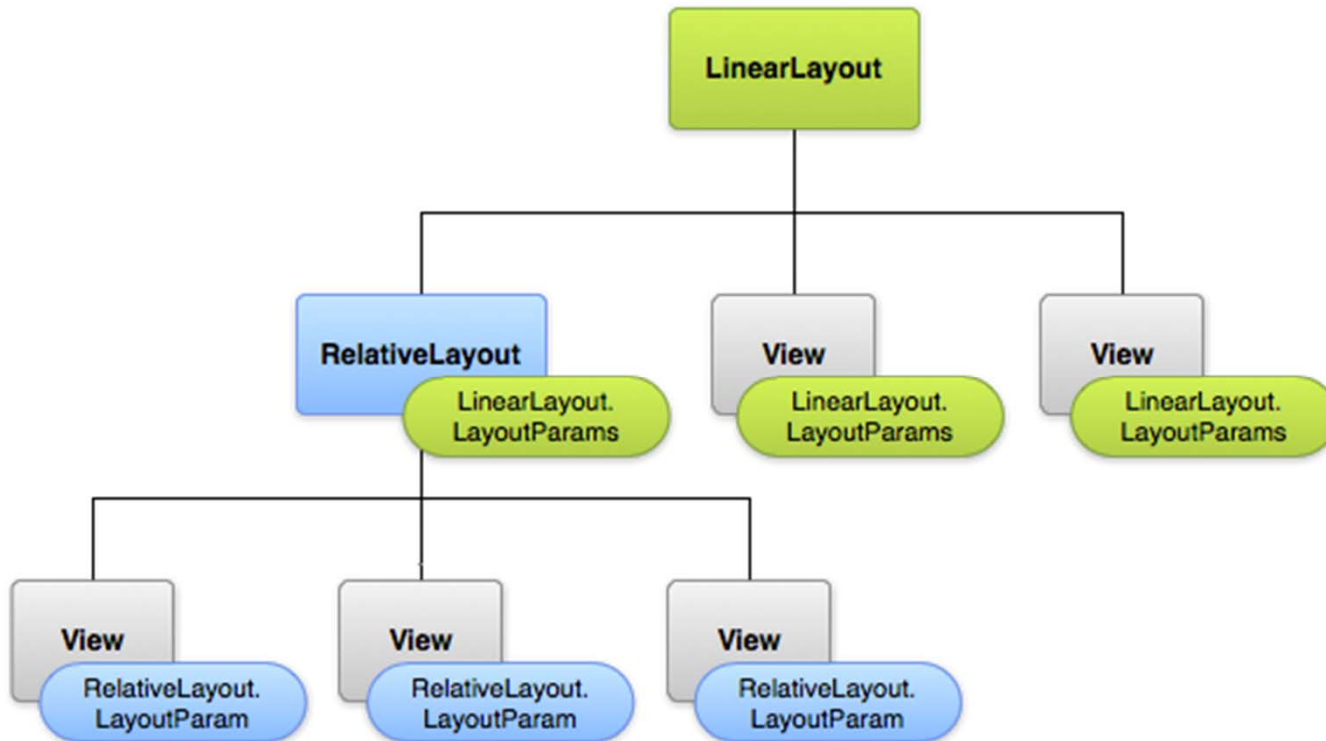 LinearLayout
RelativeLayout
LinearLayout.
LayoutParams
View
LinearLayout.
LayoutParams
View
LinearLayout.
LayoutParams
View
RelativeLayout.
LayoutParam
View
RelativeLayout.
LayoutParam
View
RelativeLayout.
LayoutParam